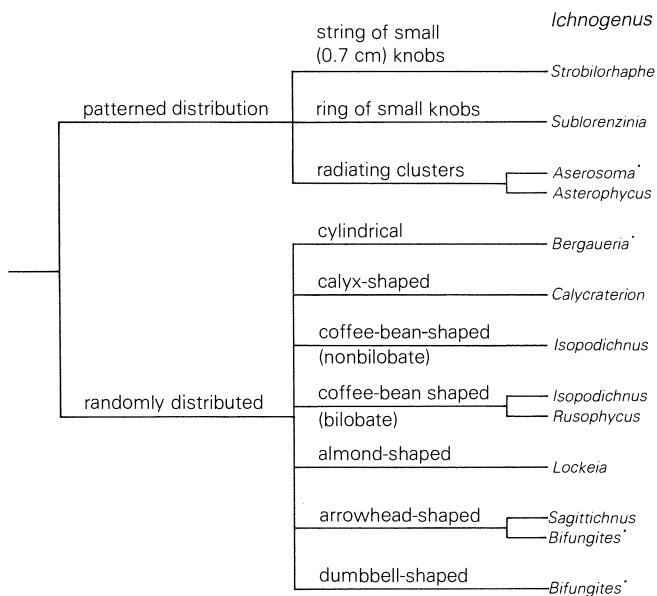 Ichnogenus
string of small
(0.7 cm) knobs
Strobilorhaphe
patterned distribution
ring of small knobs
Sublorenzinia
radiating clusters
Aserosoma•
Asterophycus
cylindrical
Bergaueria•
calyx-shaped
Calycraterion
coffee-bean-shaped
(nonbilobate)
Isopodichnus
randomly distributed
coffee-bean shaped
(bilobate)
Isopodichnus
Rusophycus
almond-shaped
Lockeia
arrowhead-shaped
Sagittichnus
Bifungites•
dumbbell-shaped
Bifungites•